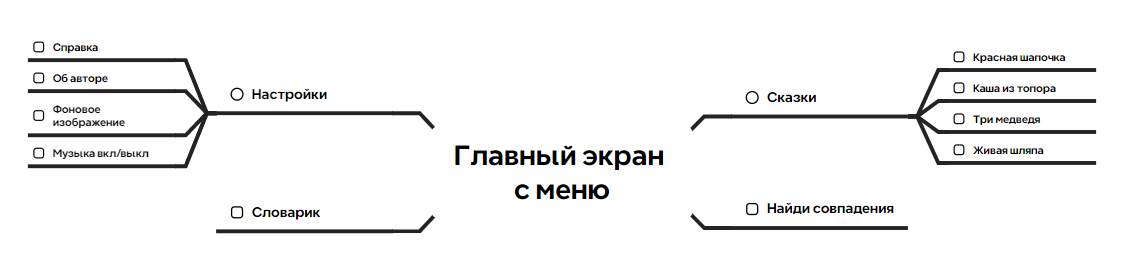 Справка
Об авторе
Фоновое
изображение
Музыка вкл/выкл
Настройки
Словарик
Главный экран
с меню
Сказки
Красная шапочка
Каша из топора
Три медведя
Живая шляпа
Найди совпадения